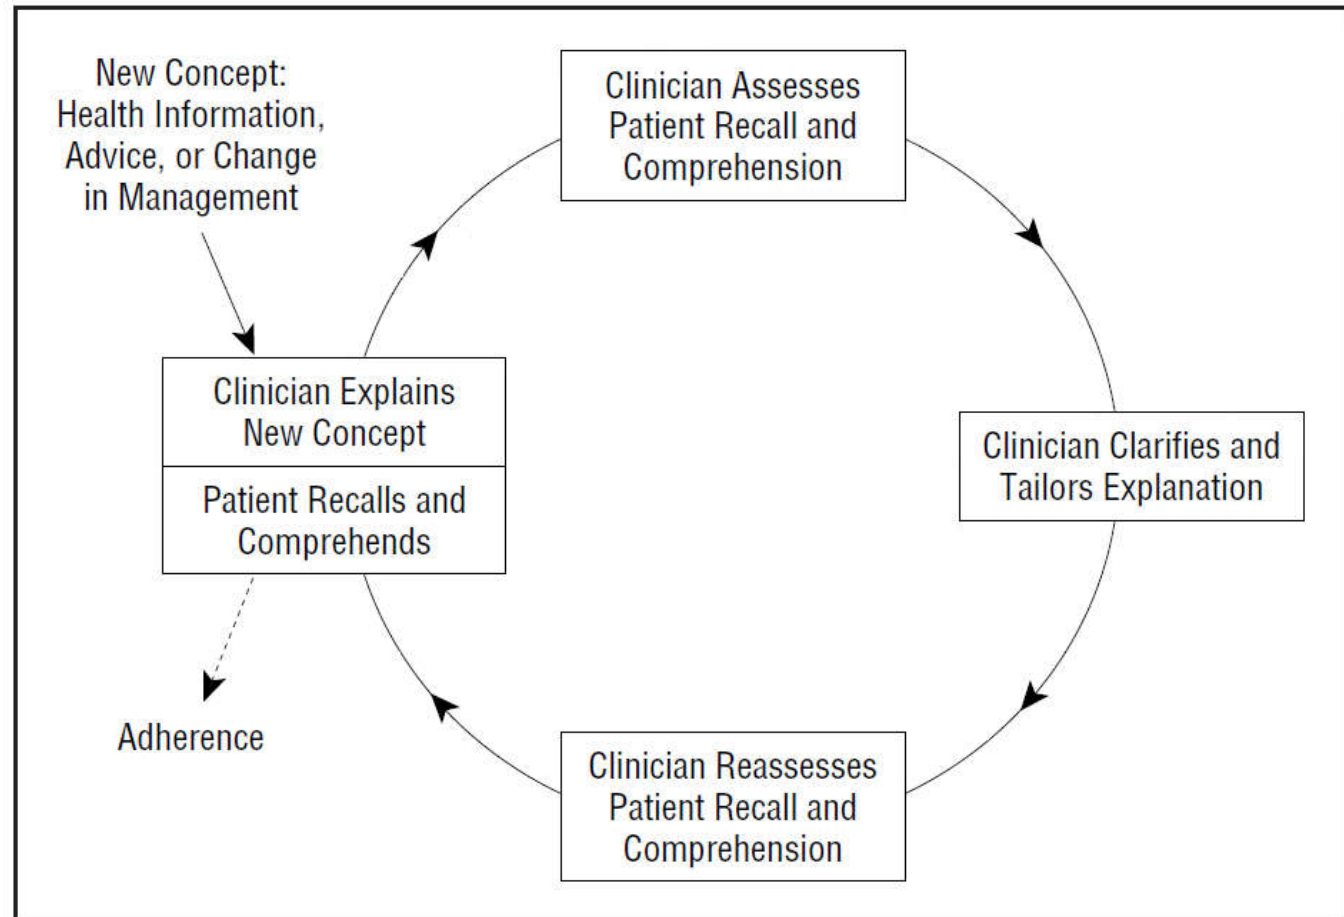 New Concept:
Health Information,
Advice, or Change
in Management
Clinician Explains
New Concept
Patient Recalls and
Comprehends
Adherence
Clinician Assesses
Patient Recall and
Comprehension
Clinician Clarifies and
Tailors Explanation
Clinician Reassesses
Patient Recall and
Comprehension